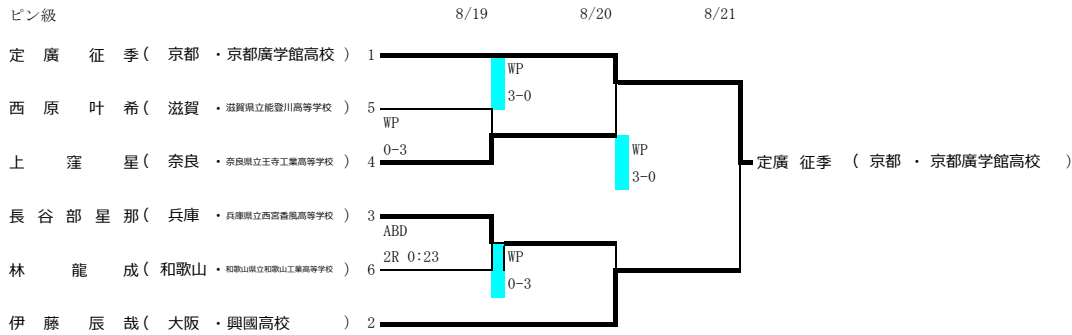 ピン級 8/19 8/20 8/21
定廣 征季 ( 京都 ・ 京都廣学館高校 ) 1
WP
3-0
西原 叶希 ( 滋賀 ・ 滋賀県立能登川高等学校 ) 5
WP
0-3
上窪 星 ( 奈良 ・ 奈良県立王寺工業高等学校 ) 4
WP
3-0
定廣 征季 ( 京都 ・ 京都廣学館高校 )
長谷部 星那 ( 兵庫 ・ 兵庫県立西宮香風高等学校 ) 3
ABD
2R 0:23
WP
0-3
林 龍成 ( 和歌山 ・ 和歌山県立和歌山工業高等学校 ) 6
伊藤 辰哉 ( 大阪 ・ 興國高校 ) 2